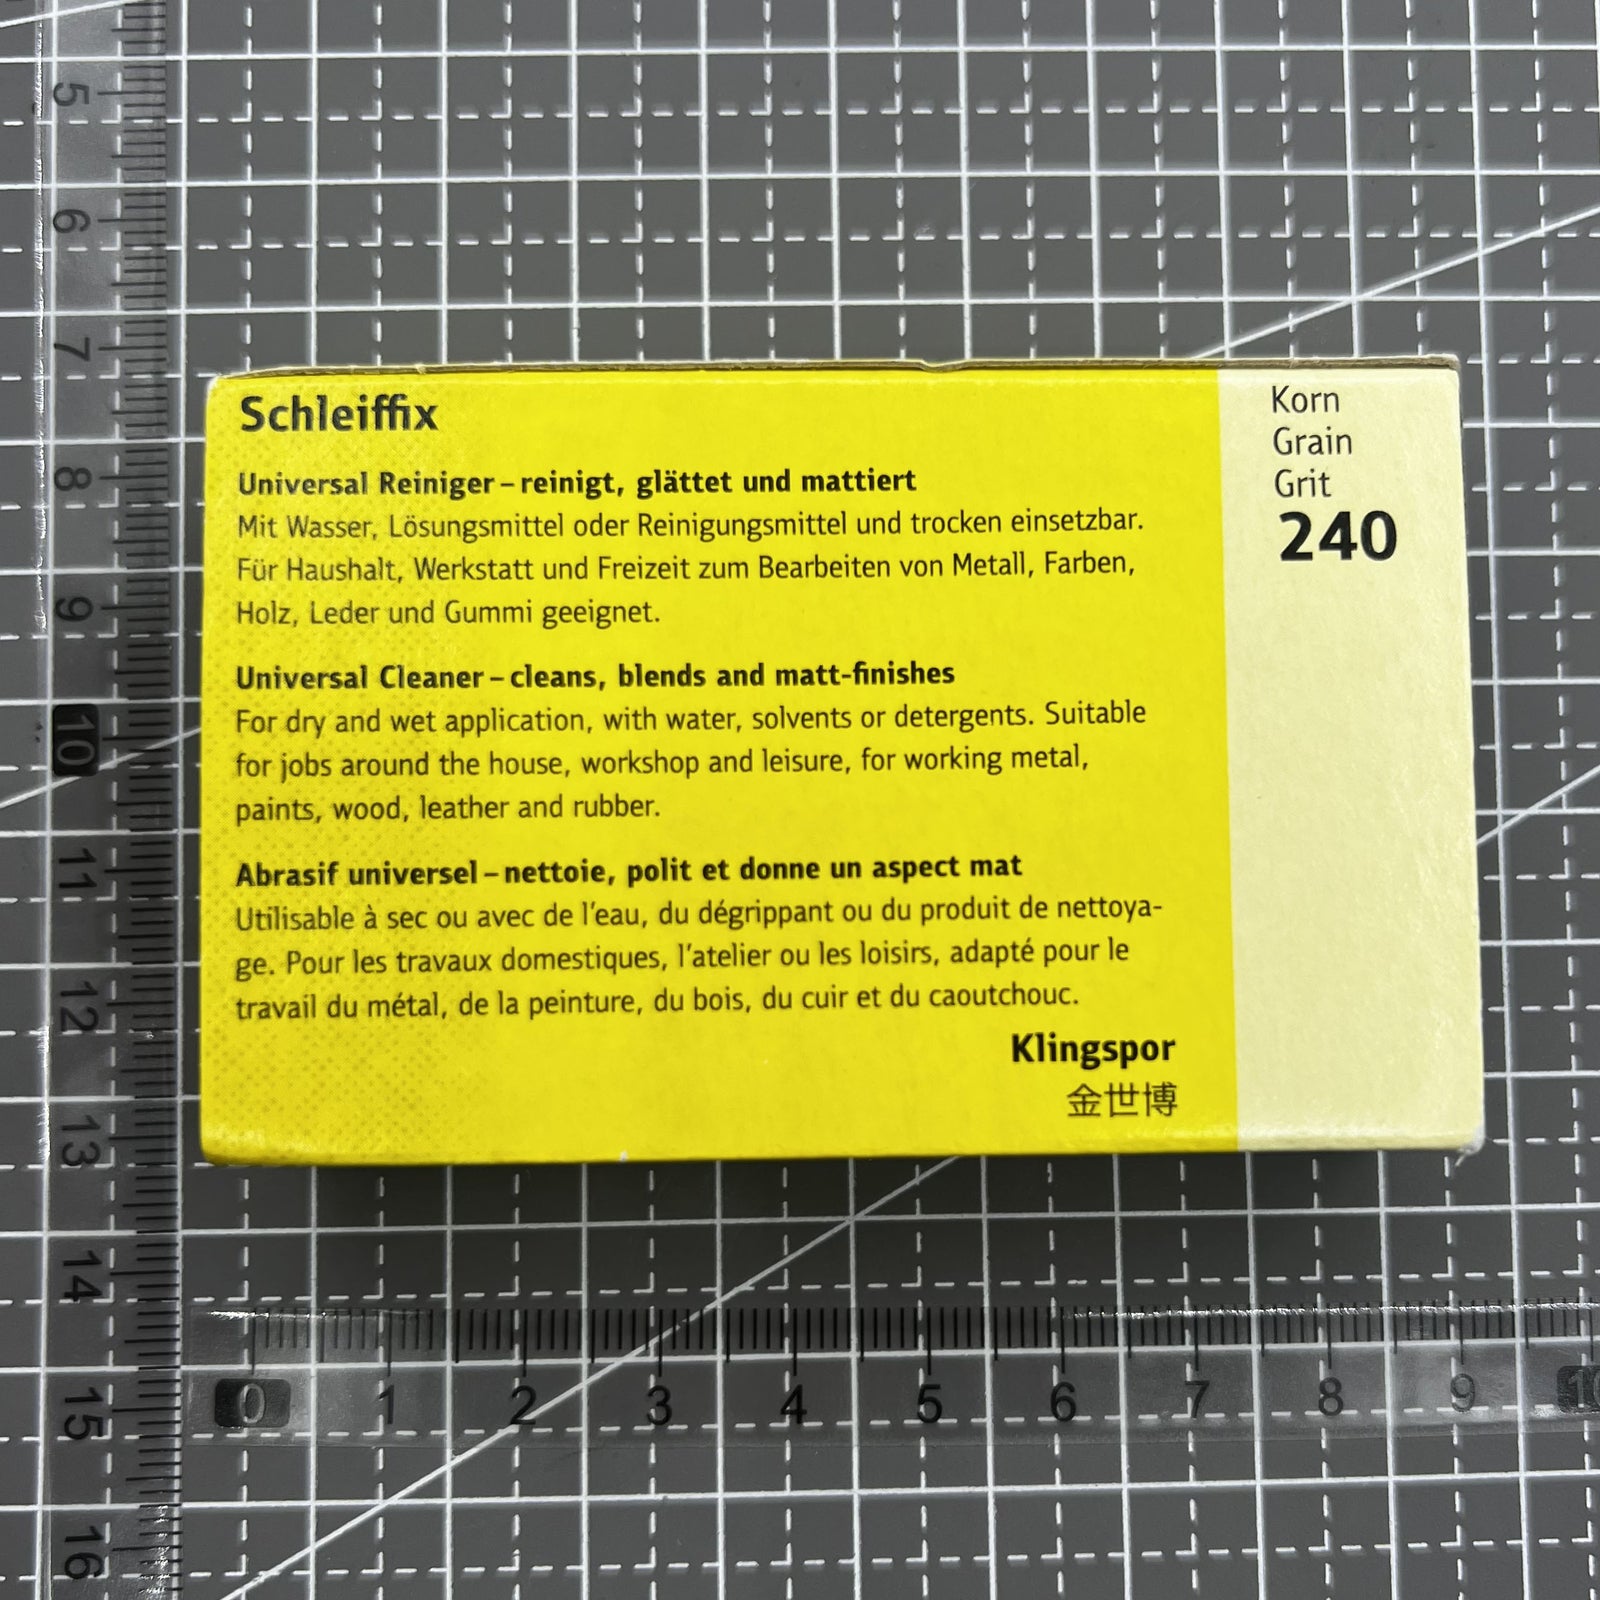 Schleiffix
Universal Reiniger – reinigt, glättet und mattiert
Mit Wasser, Lösungsmittel oder Reinigungsmittel und trocken einsetzbar.
Für Haushalt, Werkstatt und Freizeit zum Bearbeiten von Metall, Farben,
Holz, Leder und Gummi geeignet.
Universal Cleaner – cleans, blends and matt-finishes
For dry and wet application, with water, solvents or detergents. Suitable
for jobs around the house, workshop and leisure, for working metal,
paints, wood, leather and rubber.
Abrasif universel – nettoie, polit et donne un aspect mat
Utilisable à sec ou avec de l'eau, du dégrippant ou du produit de nettoya-
ge. Pour les travaux domestiques, l'atelier ou les loisirs, adapté pour le
travail du métal, de la peinture, du bois, du cuir et du caoutchouc.
Klingspor
金世博
Korn
Grain
Grit
240
5
6
7
8
9
10
11
12
13
14
15
16
0 1 2 3 4 5 6 7 8 9 10